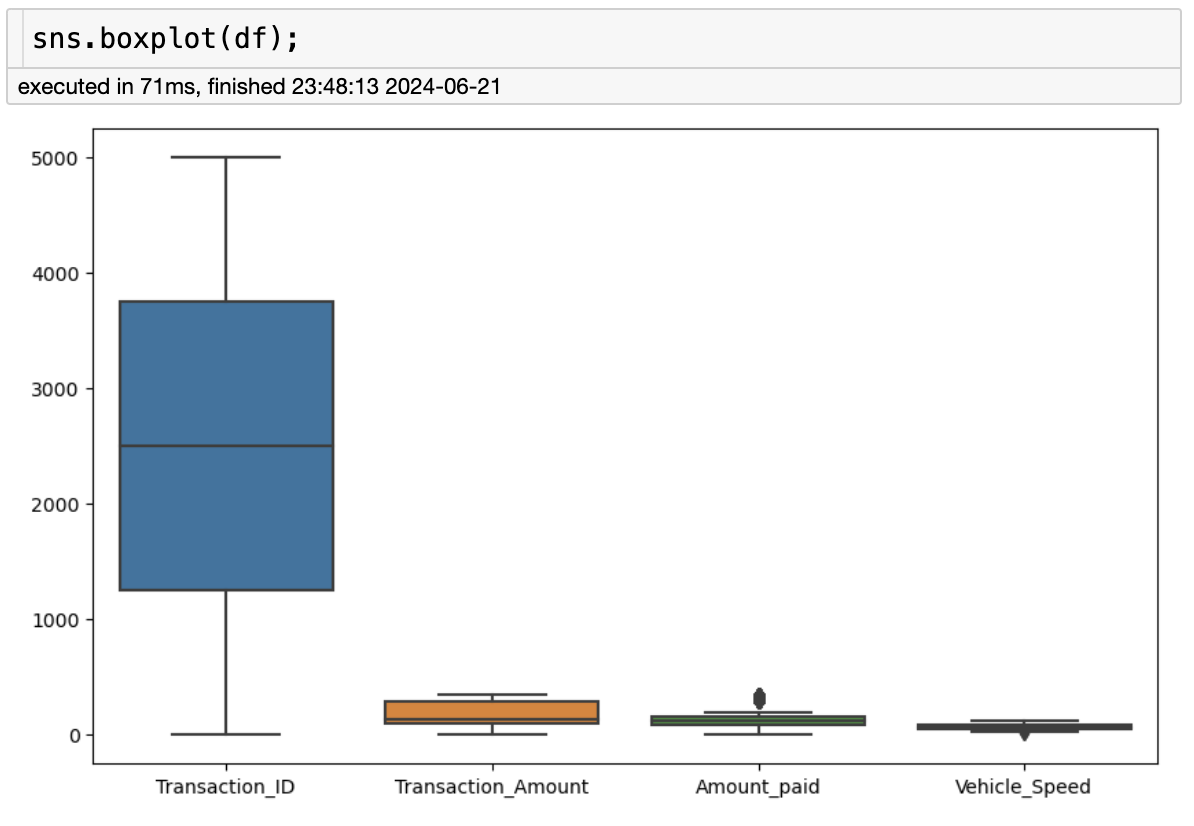 sns.boxplot(df);
executed in 71ms, finished 23:48:13 2024-06-21
5000
4000
3000
2000
1000
0
Transaction_ID Transaction_Amount Amount_paid Vehicle_Speed